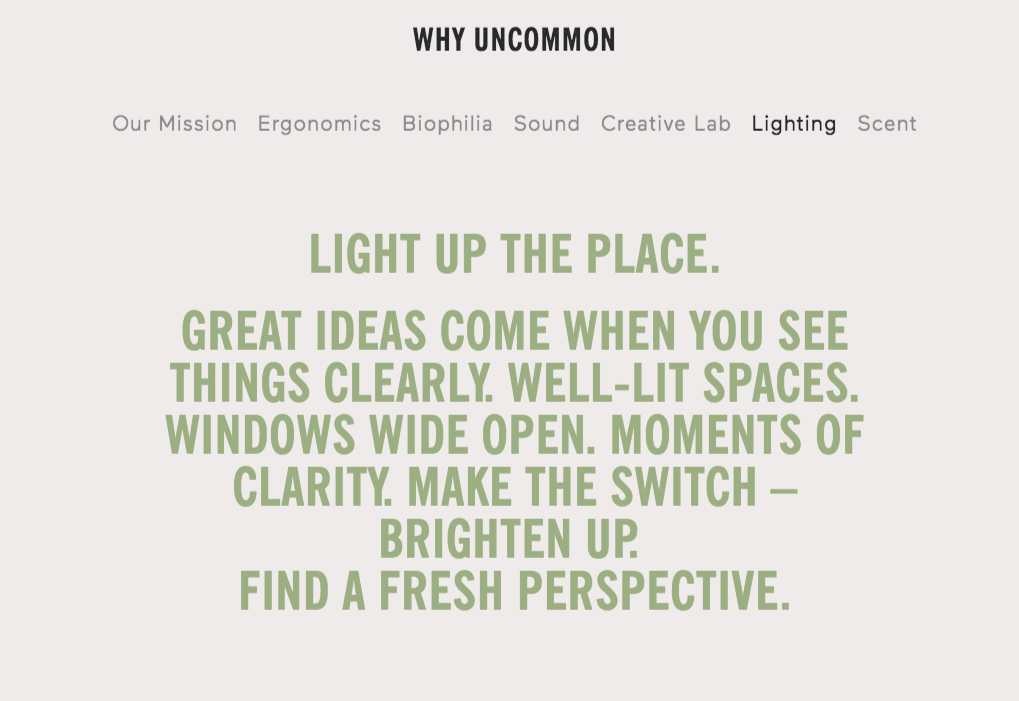 WHY UNCOMMON
Our Mission Ergonomics Biophilia Sound Creative Lab Lighting Scent
LIGHT UP THE PLACE.
GREAT IDEAS COME WHEN YOU SEE
THINGS CLEARLY. WELL-LIT SPACES.
WINDOWS WIDE OPEN. MOMENTS OF
CLARITY. MAKE THE SWITCH –
BRIGHTEN UP.
FIND A FRESH PERSPECTIVE.